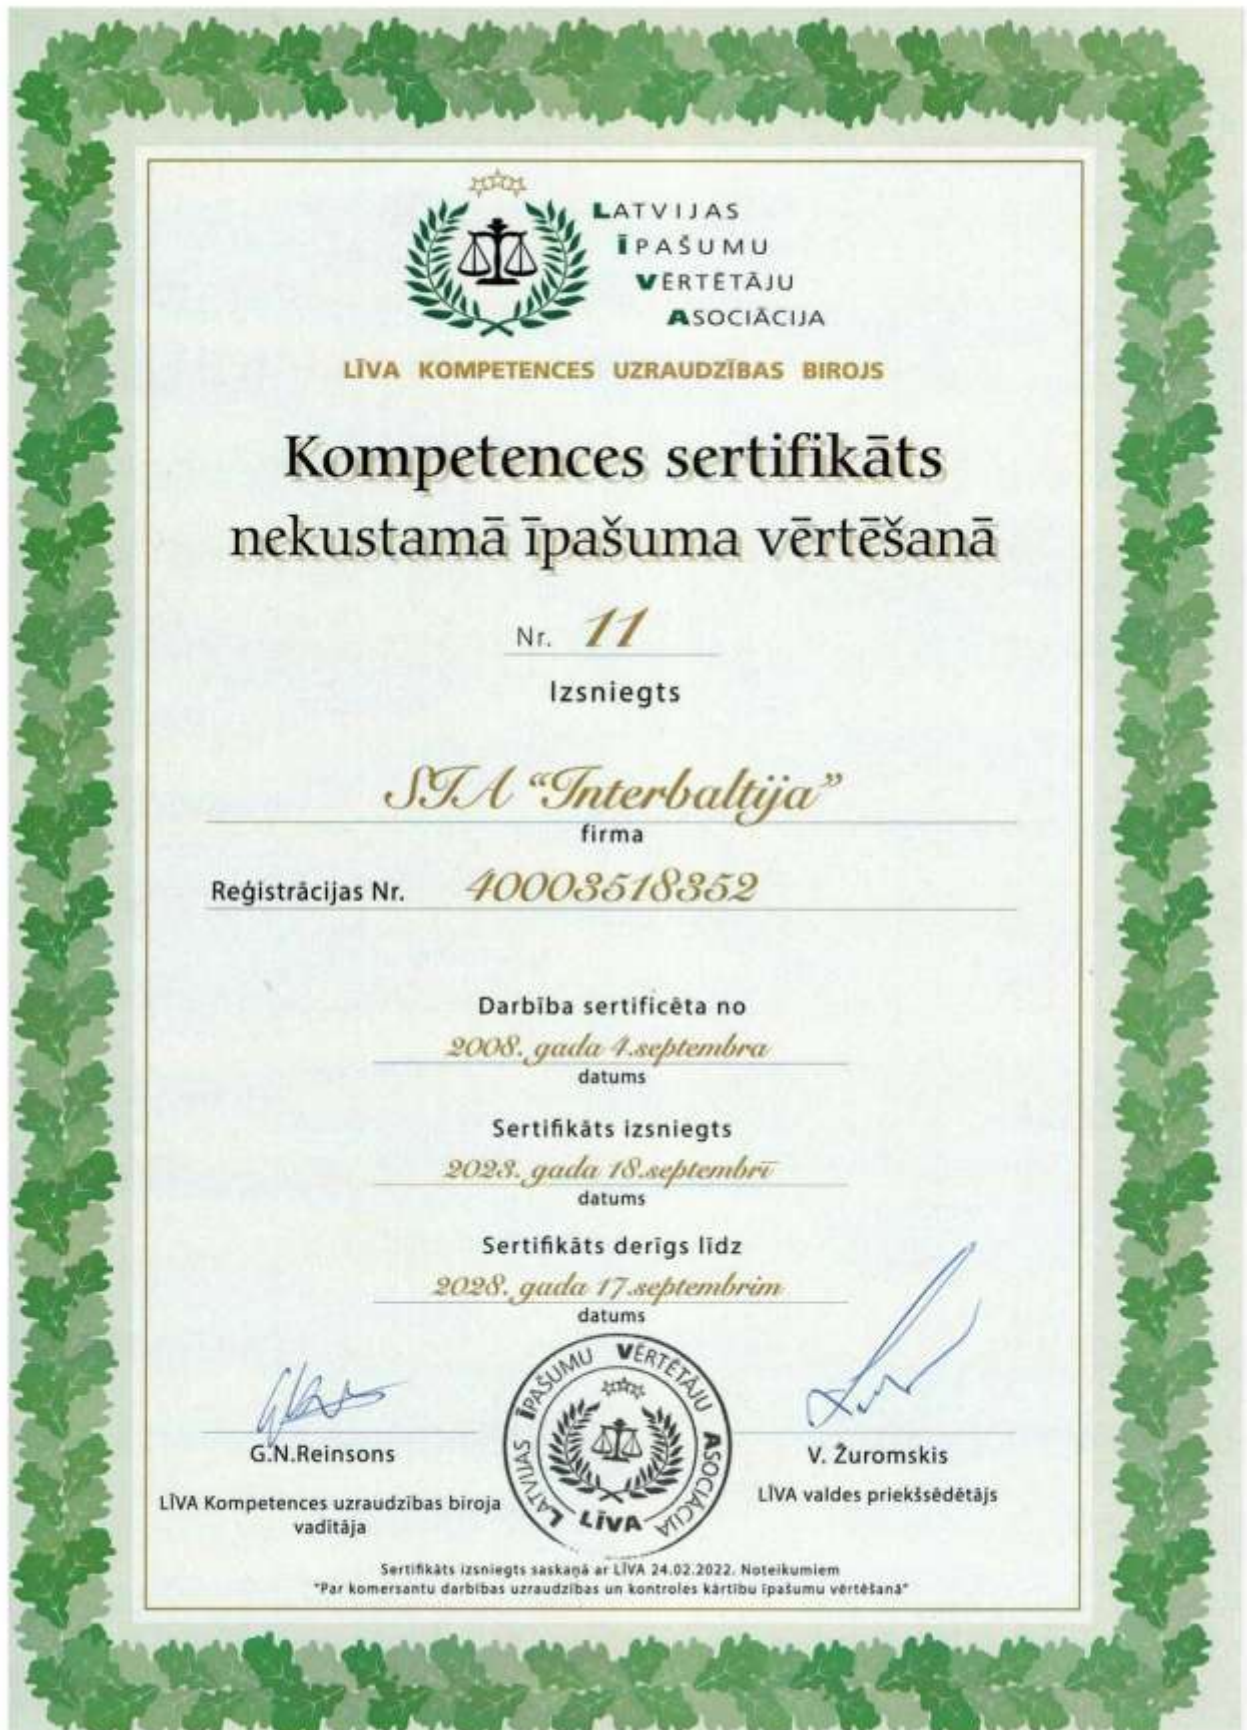 LATVIJAS
ĪPAŠUMU
VĒRTĒTĀJU
ASOCIĀCIJA
LĪVA KOMPETENCES UZRAUDZĪBAS BIROJS
Kompetences sertifikāts
nekustamā īpašuma vērtēšanā
Nr. 11
Izsniegts
SIA “Interbaltija”
firma
Reģistrācijas Nr. 40003518352
Darbība sertificēta no
2008. gada 4.septembra
datums
Sertifikāts izsniegts
2023. gada 18.septembrī
datums
Sertifikāts derīgs līdz
2028. gada 17.septembrim
datums
LATVIJAS ĪPAŠUMU VĒRTĒTĀJU ASOCIĀCIJA
LĪVA
G.N.Reinsons
LĪVA Kompetences uzraudzības biroja
vadītāja
V. Žuromskis
LĪVA valdes priekšsēdētājs
Sertifikāts izsniegts saskaņā ar LĪVA 24.02.2022. Noteikumiem
"Par komersantu darbības uzraudzības un kontroles kārtību īpašumu vērtēšanā"